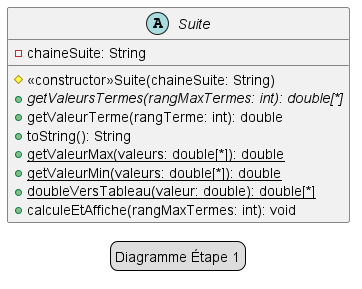 A Suite
chaineSuite: String
«constructor»Suite(chaineSuite: String)
getValeursTermes(rangMaxTermes: int): double[*]
getValeurTerme(rangTerme: int): double
toString(): String
getValeurMax(valeurs: double[*]): double
getValeurMin(valeurs: double[*]): double
doubleVersTableau(valeur: double): double[*]
calculeEtAffiche(rangMaxTermes: int): void
Diagramme Étape 1